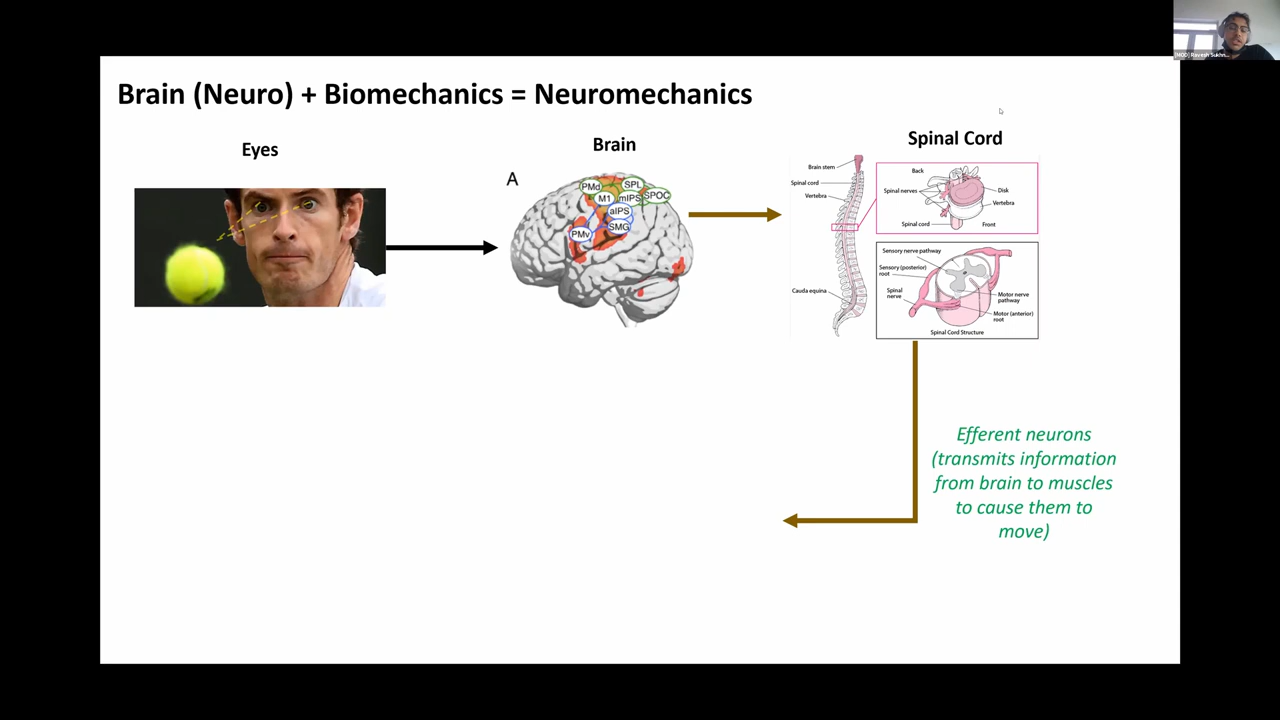 Brain (Neuro) + Biomechanics = Neuromechanics
Eyes
Brain
Spinal Cord
A
PMd
SPL
M1
mIPS
SPOC
aIPS
PMv
SMG
Brain stem
Spinal cord
Vertebra
Cauda equina
Back
Spinal nerves
Disk
Vertebra
Spinal cord
Front
Sensory nerve pathway
Sensory (posterior)
root
Spinal
nerve
Motor nerve
pathway
Motor (anterior)
root
Spinal Cord Structure
Efferent neurons
(transmits information
from brain to muscles
to cause them to
move)